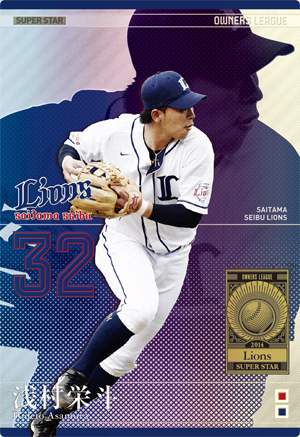 SUPER STAR
OWNERS LEAGUE
Lions
saitama seibu
SAITAMA
SEIBU LIONS
32
OWNERS LEAGUE
2014
Lions
SUPER STAR
浅村栄斗
Hideto Asamura